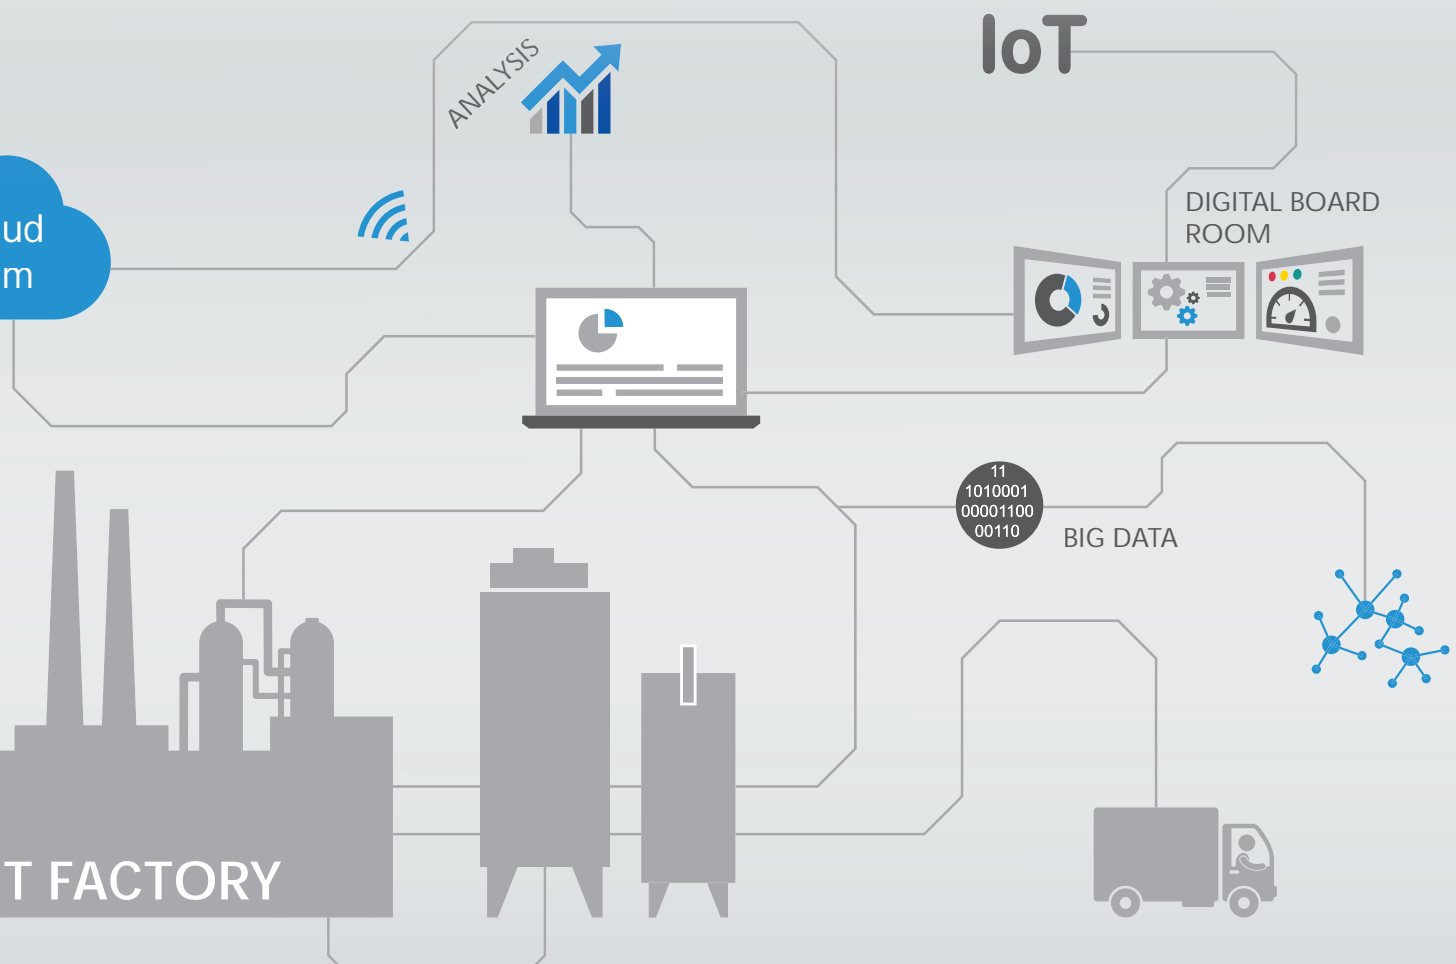 IoT
ANALYSIS
DIGITAL BOARD
ROOM
ud
m
11
1010001
00001100
00110
BIG DATA
T FACTORY